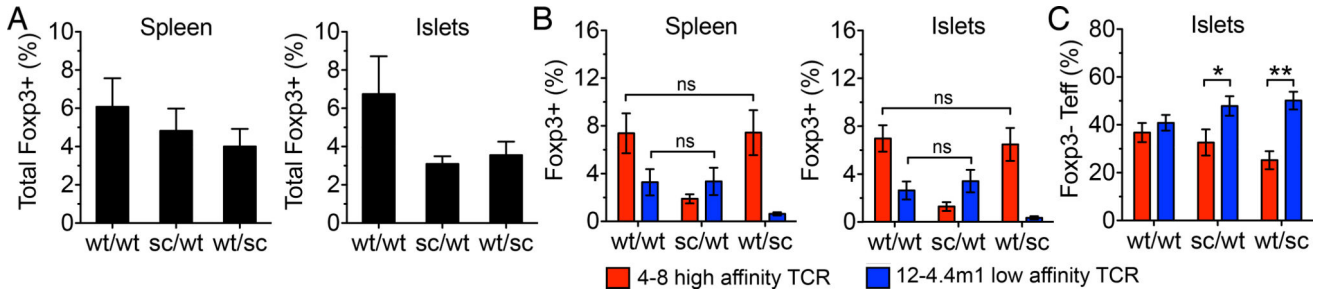 A
Spleen
Total Foxp3+ (%)
10
8
6
4
2
0
wt/wt sc/wt wt/sc
Islets
Total Foxp3+ (%)
10
8
6
4
2
0
wt/wt sc/wt wt/sc
B
Spleen
Foxp3+ (%)
16
12
8
4
0
ns
ns
wt/wt sc/wt wt/sc
Islets
Foxp3+ (%)
16
12
8
4
0
ns
ns
wt/wt sc/wt wt/sc
4-8 high affinity TCR
12-4.4m1 low affinity TCR
C
Islets
Foxp3- Teff (%)
80
60
40
20
0
*
**
wt/wt sc/wt wt/sc